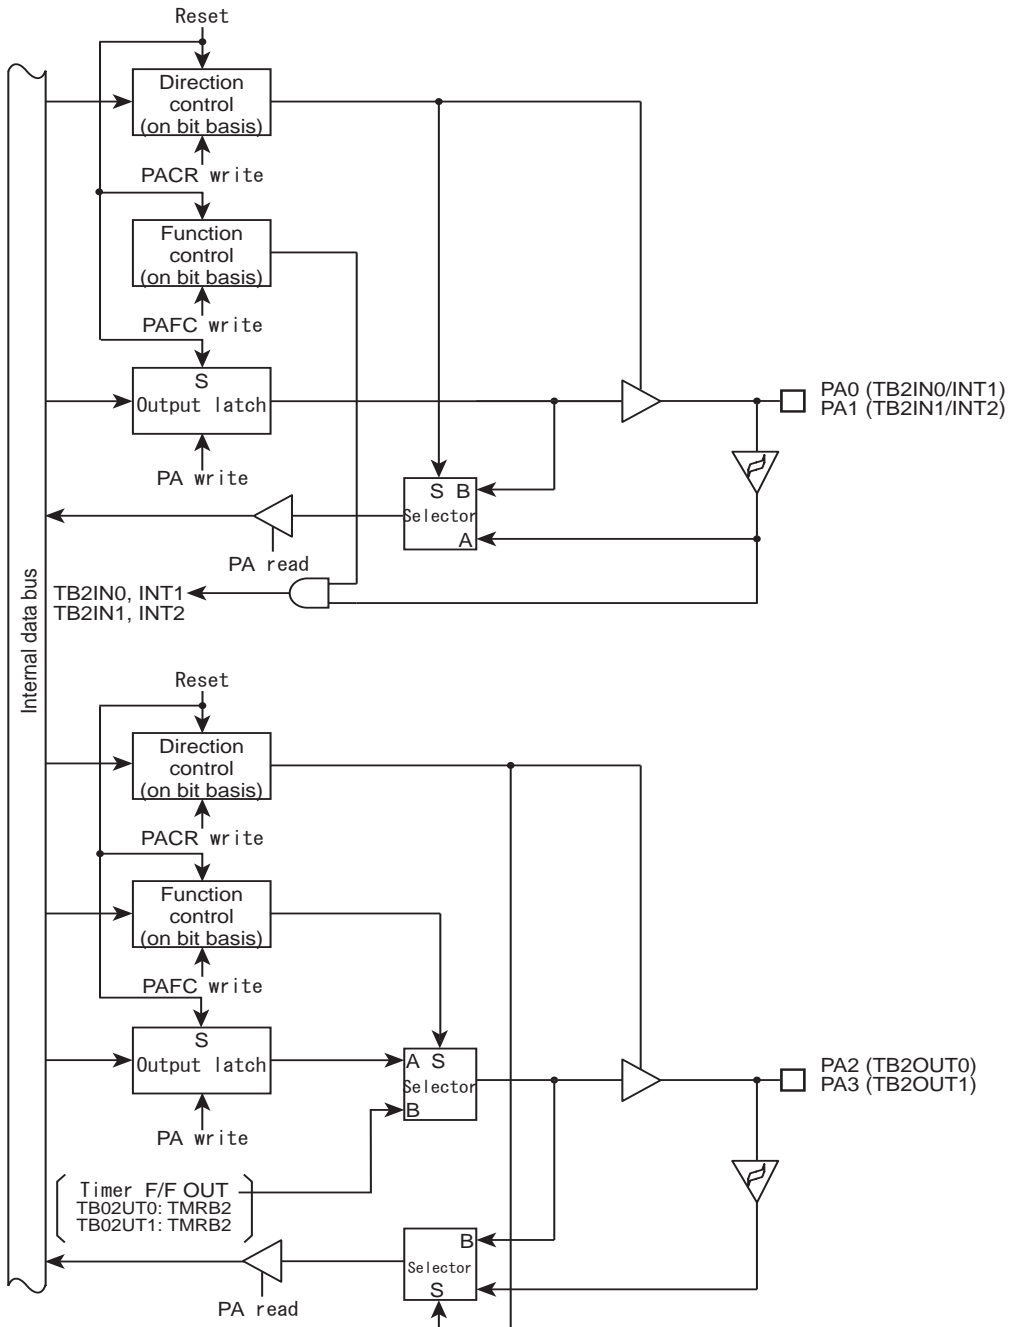 Reset
Direction
control
(on bit basis)
PACR write
Function
control
(on bit basis)
PAFC write
S
Output latch
PA0 (TB2IN0/INT1)
PA1 (TB2IN1/INT2)
PA write
S B
Selector
A
PA read
TB2IN0, INT1
TB2IN1, INT2
Internal data bus
Reset
Direction
control
(on bit basis)
PACR write
Function
control
(on bit basis)
PAFC write
S
Output latch
A S
Selector
B
PA2 (TB2OUT0)
PA3 (TB2OUT1)
PA write
Timer F/F OUT
TB02UT0: TMRB2
TB02UT1: TMRB2
B
Selector
S
PA read